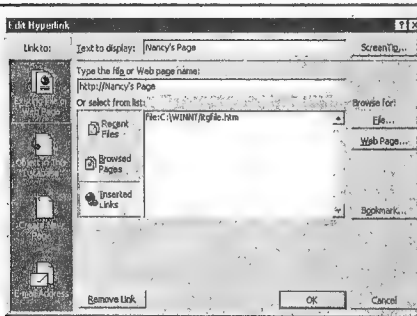 Edit Hyperlink
Link to:
Text to display: Nancy's Page
ScreenTip...
Type the file or Web page name:
http://Nancy's Page
Or select from list:
Browse for:
Recent Files
Browsed Pages
Inserted Links
file:C:\WINNT/ltgfile.htm
File...
Web Page...
Bookmark...
E-mail Address
Remove Link
OK
Cancel